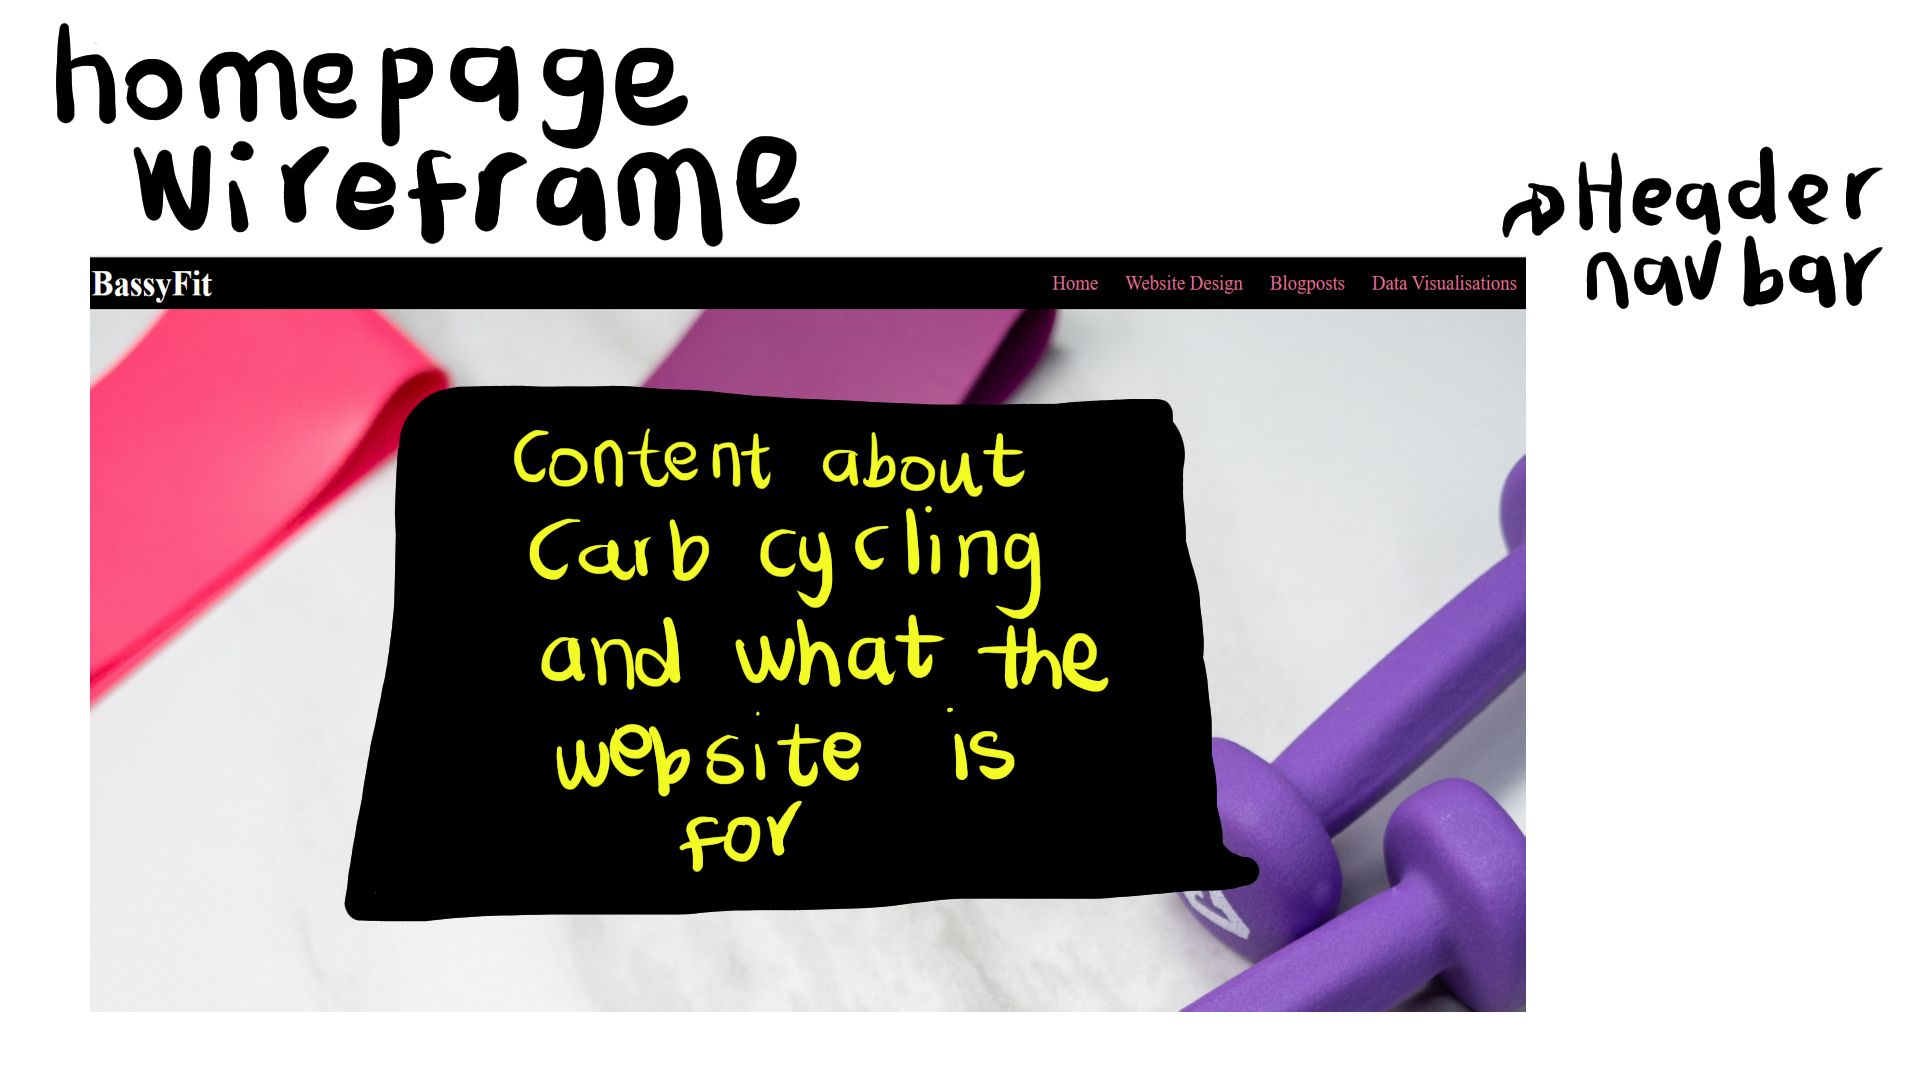 homepage
wireframe
Header
navbar
BassyFit
Home Website Design Blogposts Data Visualisations
Content about
Carb cycling
and what the
website is
for